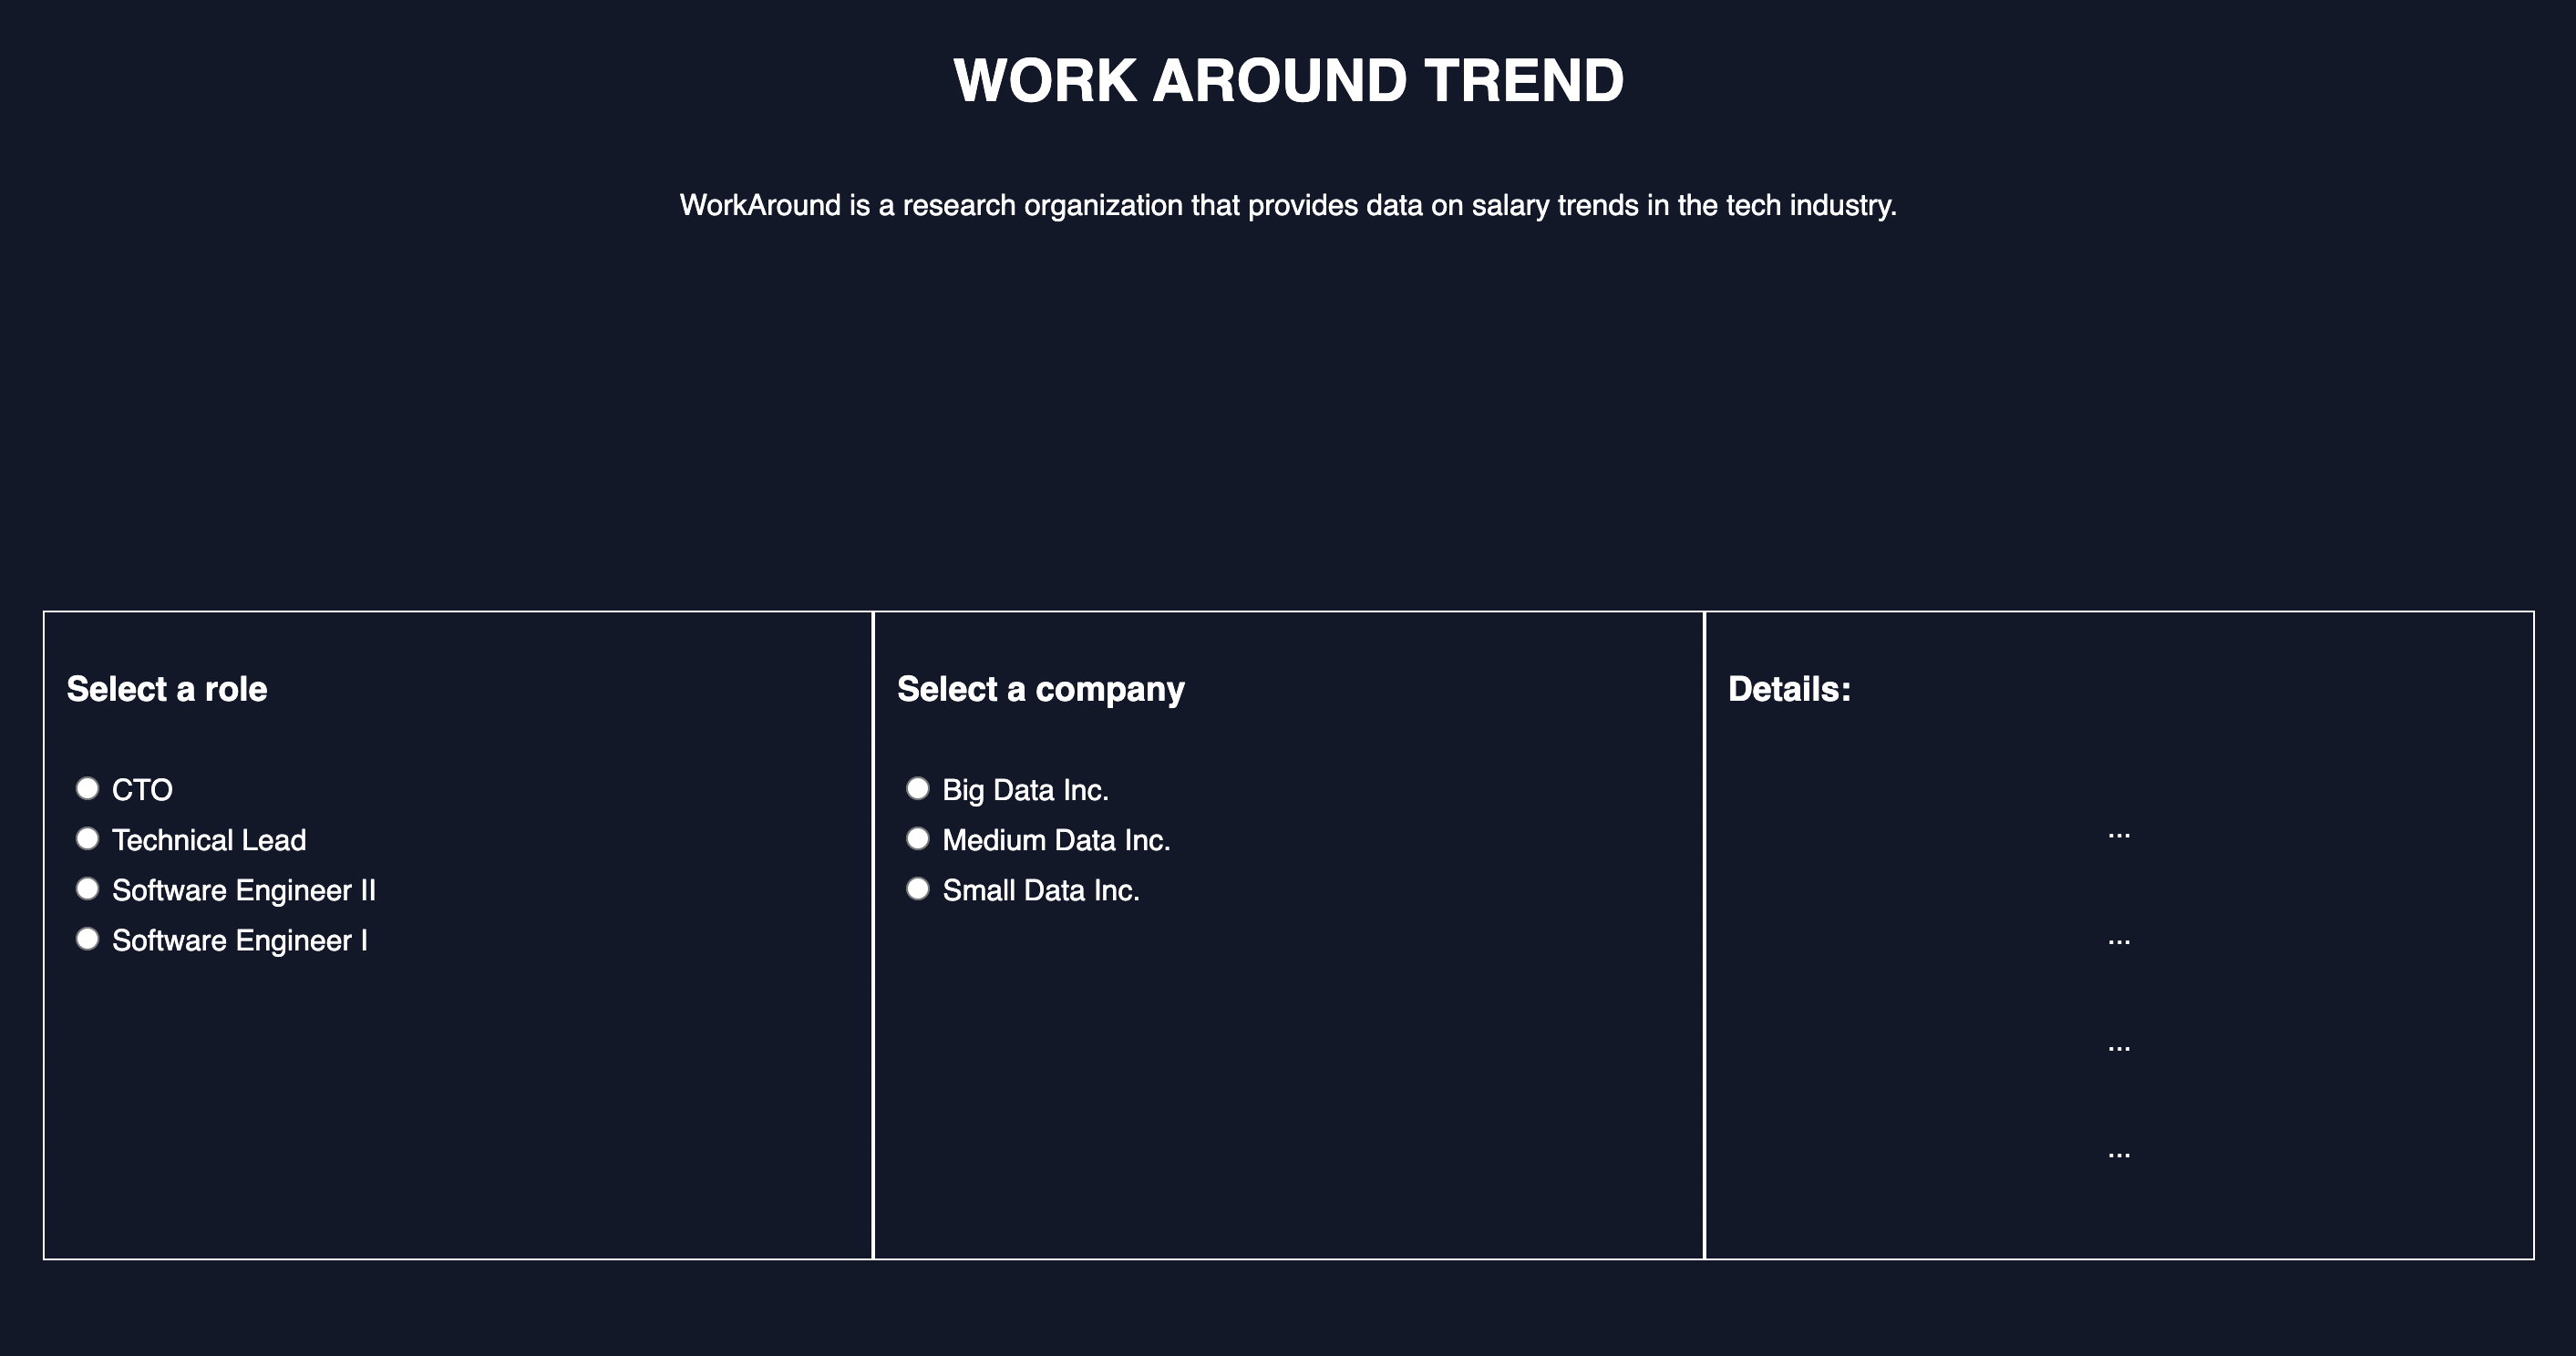 WORK AROUND TREND
WorkAround is a research organization that provides data on salary trends in the tech industry.
Select a role
CTO
Technical Lead
Software Engineer II
Software Engineer I
Select a company
Big Data Inc.
Medium Data Inc.
Small Data Inc.
Details:
...
...
...
...